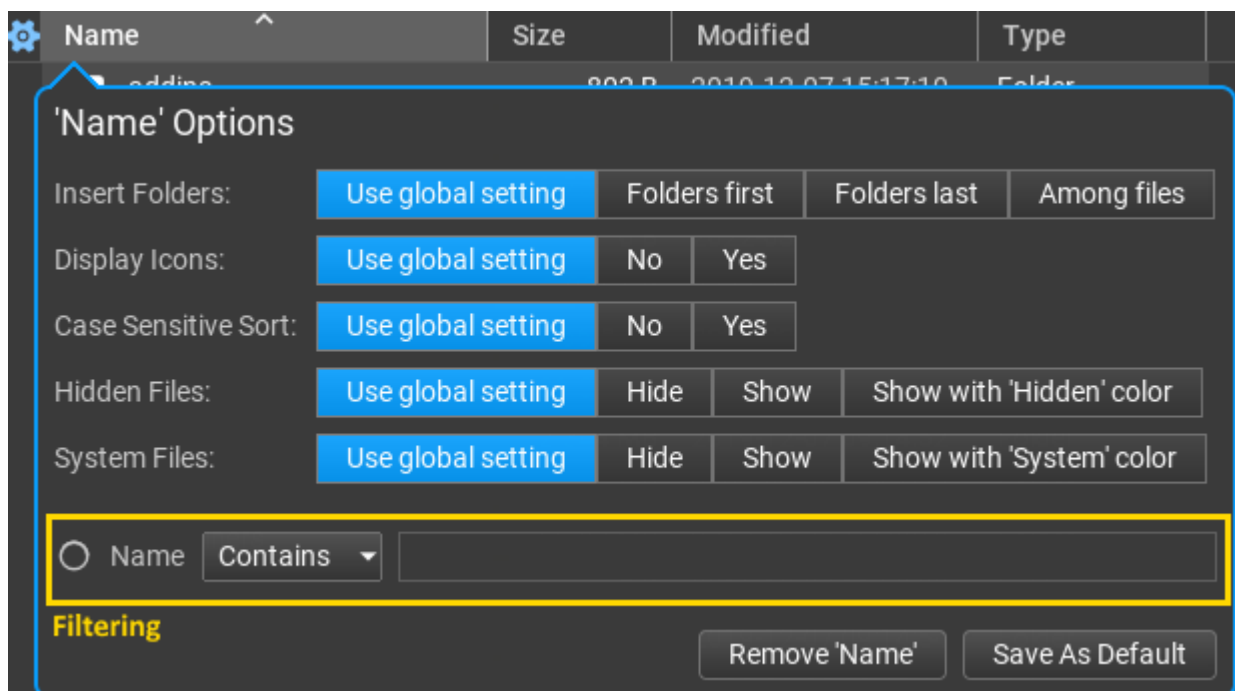 Name Size Modified Type
'Name' Options
Insert Folders: Use global setting Folders first Folders last Among files
Display Icons: Use global setting No Yes
Case Sensitive Sort: Use global setting No Yes
Hidden Files: Use global setting Hide Show Show with 'Hidden' color
System Files: Use global setting Hide Show Show with 'System' color
Name Contains
Filtering
Remove 'Name' Save As Default